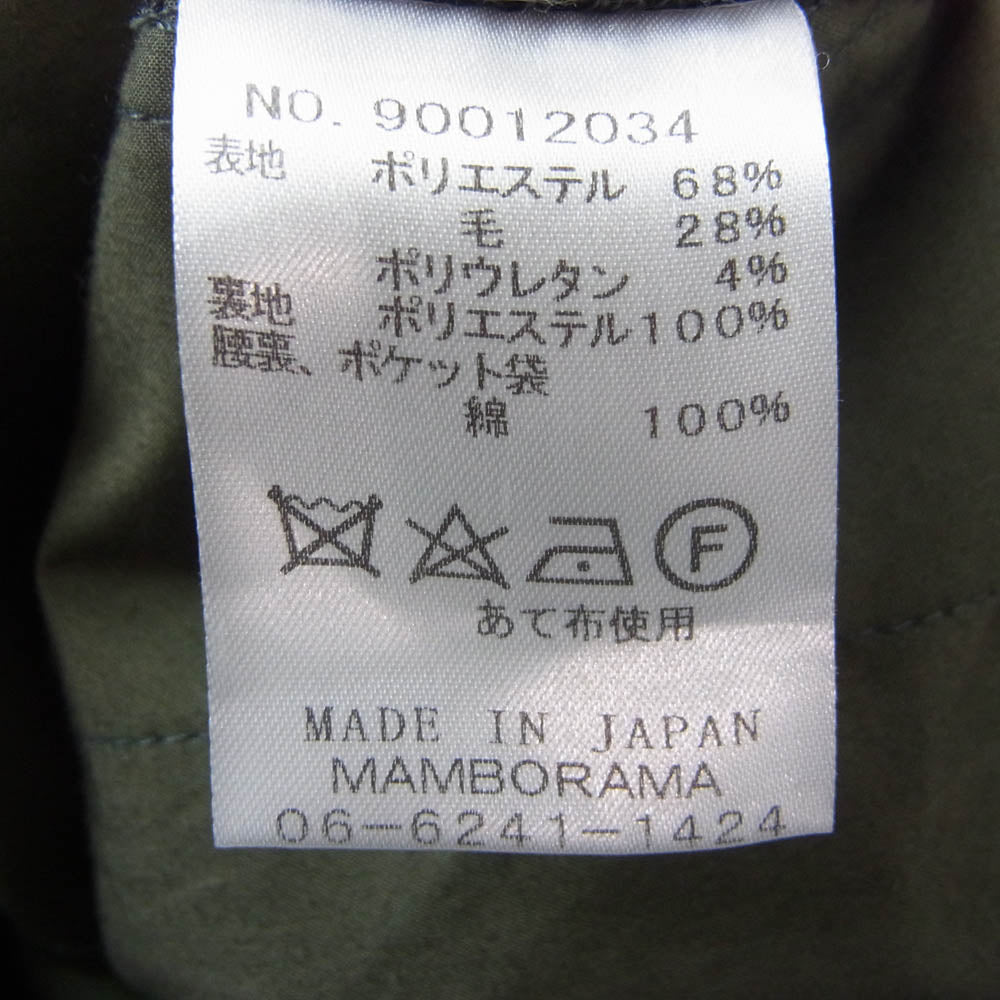 NO. 90012034
表地 ポリエステル 68%
毛 28%
ポリウレタン 4%
裏地 ポリエステル100%
腰裏、ポケット袋
綿 100%
F
あて布使用
MADE IN JAPAN
MAMBORAMA
06-6241-1424